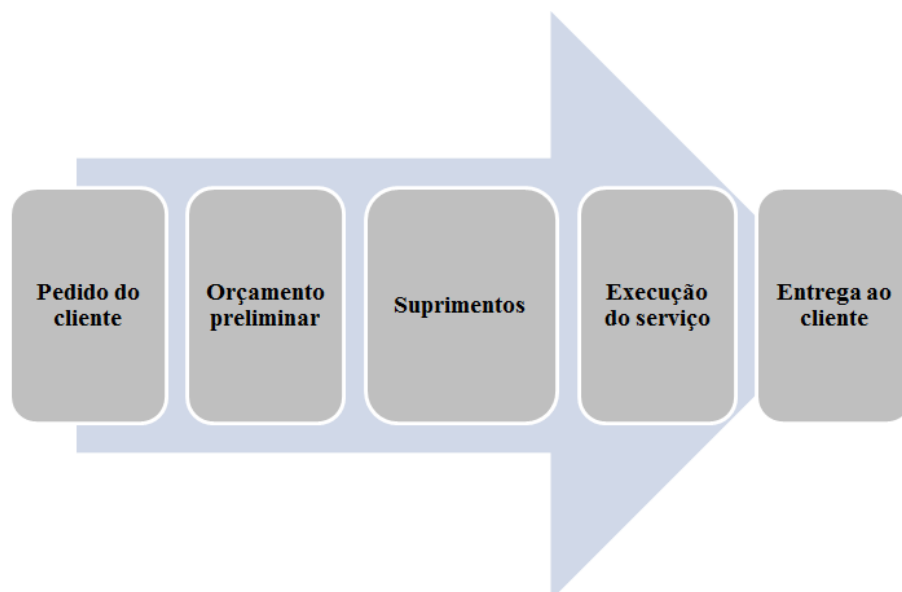 Pedido do
cliente
Orçamento
preliminar
Suprimentos
Execução
do serviço
Entrega ao
cliente